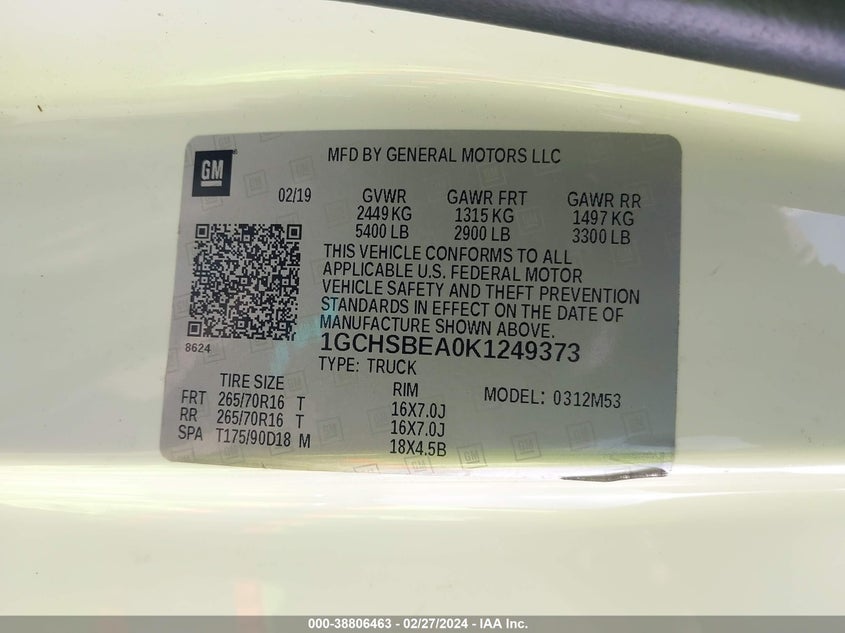 GM
MFD BY GENERAL MOTORS LLC
02/19 GVWR GAWR FRT GAWR RR
2449 KG 1315 KG 1497 KG
5400 LB 2900 LB 3300 LB
THIS VEHICLE CONFORMS TO ALL
APPLICABLE U.S. FEDERAL MOTOR
VEHICLE SAFETY AND THEFT PREVENTION
STANDARDS IN EFFECT ON THE DATE OF
MANUFACTURE SHOWN ABOVE.
8624
1GCHSBEA0K1249373
TYPE: TRUCK
TIRE SIZE RIM MODEL: 0312M53
FRT 265/70R16 T 16X7.0J
RR 265/70R16 T 16X7.0J
SPA T175/90D18 M 18X4.5B
000-38806463 - 02/27/2024 - IAA Inc.